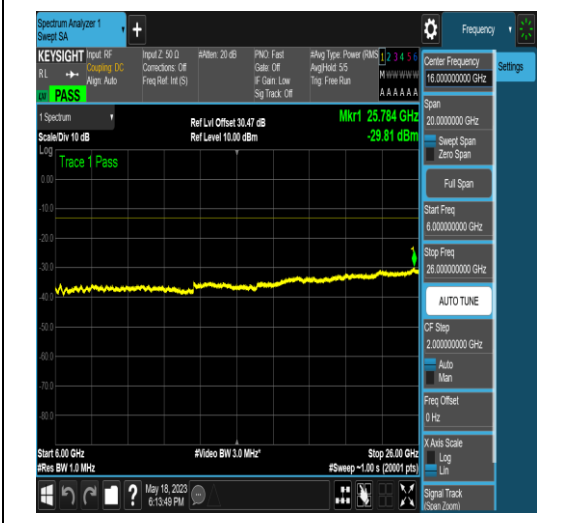 Spectrum Analyzer 1
Swept SA
+
Frequency
KEYSIGHT
RL
PASS
Input: RF
Coupling: DC
Align: Auto
Input Z: 50 Ω
Corrections: Off
Freq Ref: Int (S)
#Atten: 20 dB
PNO: Fast
Gate: Off
IF Gain: Low
Sig Track: Off
#Avg Type: Power (RMS
Avg|Hold: 5/5
Trig: Free Run
1 2 3 4 5 6
M W W W W W
A A A A A A
1 Spectrum
Scale/Div 10 dB
Ref Lvl Offset 30.47 dB
Ref Level 10.00 dBm
Mkr1 25.784 GHz
-29.81 dBm
Log
Trace 1 Pass
0.00
-10.0
-20.0
-30.0
-40.0
-50.0
-60.0
-70.0
-80.0
1
Start 6.00 GHz
#Res BW 1.0 MHz
#Video BW 3.0 MHz*
Stop 26.00 GHz
#Sweep ~1.00 s (20001 pts)
?
May 18, 2023
6:13:49 PM
Center Frequency
16.000000000 GHz
Settings
Span
20.0000000 GHz
Swept Span
Zero Span
Full Span
Start Freq
6.000000000 GHz
Stop Freq
26.000000000 GHz
AUTO TUNE
CF Step
2.000000000 GHz
Auto
Man
Freq Offset
0 Hz
X Axis Scale
Log
Lin
Signal Track
(Span Zoom)